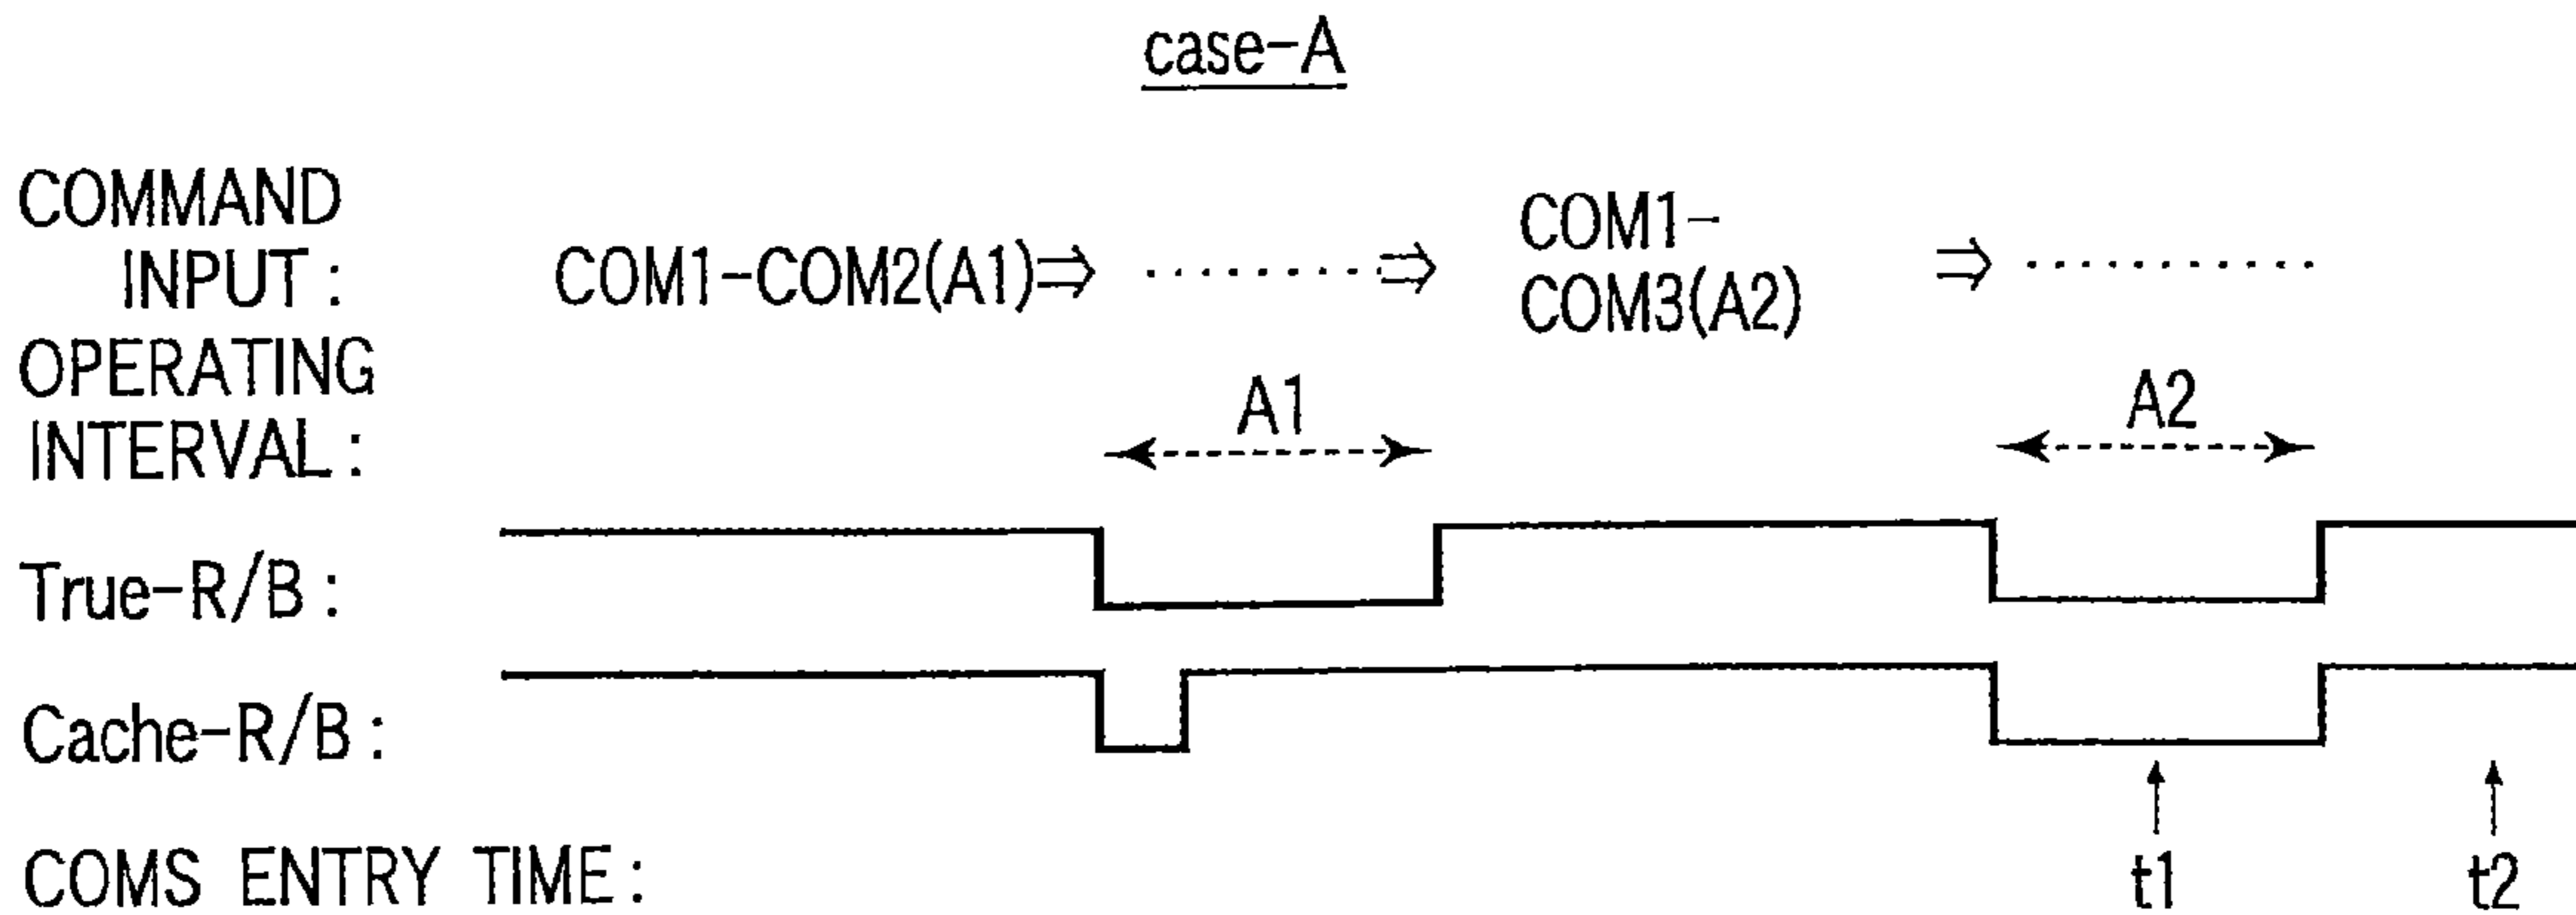 case-A
COMMAND
INPUT :
COM1-COM2(A1)⇒ ..........⇒ COM1-
COM3(A2) ⇒ ..........
OPERATING
INTERVAL :
A1
A2
True-R/B :
Cache-R/B :
COMS ENTRY TIME :
t1
t2